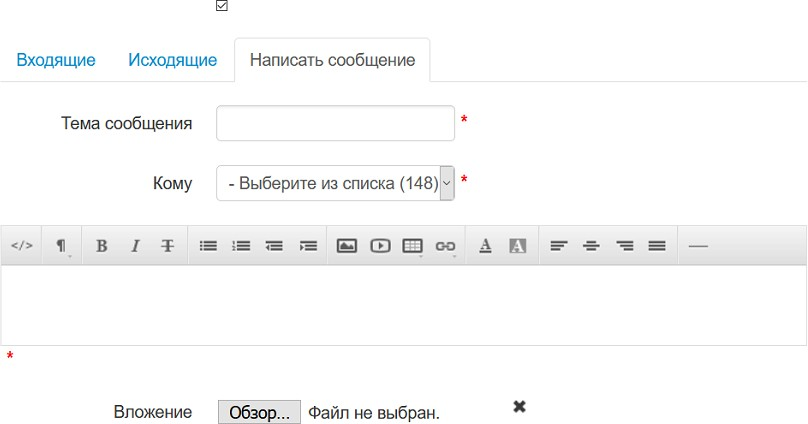 Входящие Исходящие Написать сообщение
Тема сообщения *
Кому - Выберите из списка (148) *
</> ¶ B I T A A
*
Вложение Обзор... Файл не выбран.